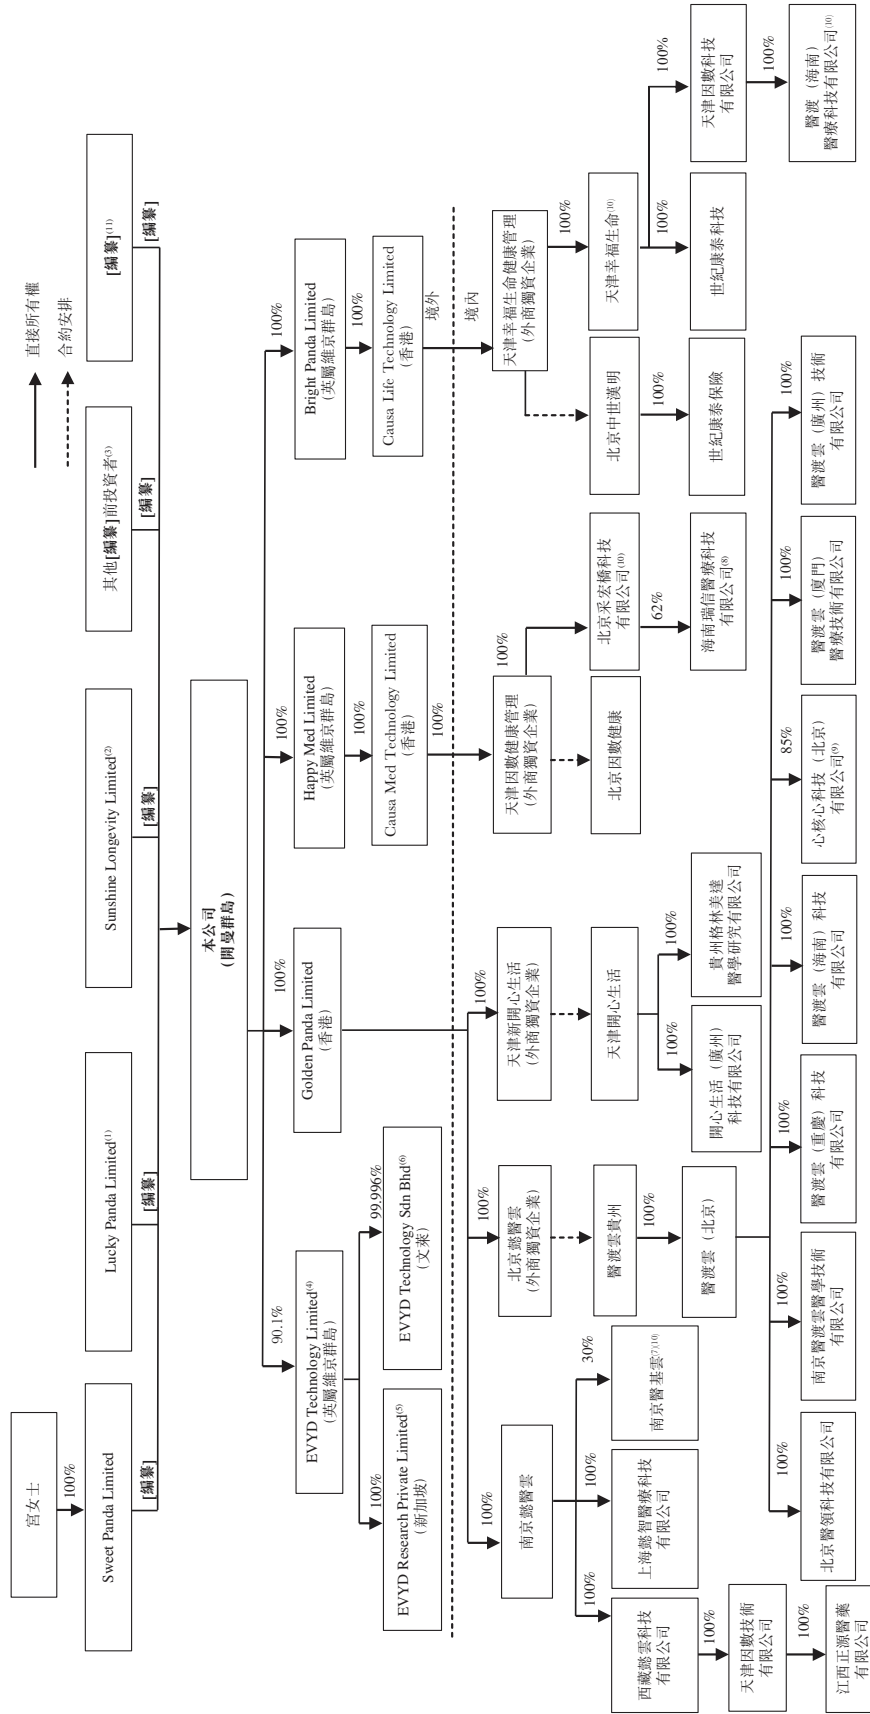 直接所有權
合約安排
宮女士
100%
Sweet Panda Limited
Lucky Panda Limited(1)
Sunshine Longevity Limited(2)
其他[編纂]前投資者(3)
[編纂](11)
[編纂]
[編纂]
[編纂]
[編纂]
[編纂]
本公司
(開曼群島)
90.1%
100%
100%
100%
EVYD Technology Limited(4)
(英屬維京群島)
Golden Panda Limited
(香港)
Happy Med Limited
(英屬維京群島)
Bright Panda Limited
(英屬維京群島)
100%
99.996%
100%
100%
EVYD Research Private Limited(5)
(新加坡)
EVYD Technology Sdn Bhd(6)
(文萊)
Causa Med Technology Limited
(香港)
Causa Life Technology Limited
(香港)
境外
境內
100%
100%
100%
100%
南京懿醫雲
北京懿醫雲
(外商獨資企業)
天津新開心生活
(外商獨資企業)
天津因數健康管理
(外商獨資企業)
天津幸福生命健康管理
(外商獨資企業)
100%
100%
30%
100%
100%
西藏懿雲科技
有限公司
上海懿智醫療科技
有限公司
南京醫基雲(7)(10)
醫渡雲貴州
天津開心生活
北京因數健康
北京采宏橋科技
有限公司(10)
北京中世漢明
天津幸福生命(10)
100%
100%
100%
100%
62%
100%
100%
100%
天津因數技術
有限公司
醫渡雲(北京)
開心生活(廣州)
科技有限公司
貴州格林美達
醫學研究有限公司
海南瑞信醫療科技
有限公司(8)
世紀康泰保險
世紀康泰科技
天津因數科技
有限公司
100%
100%
100%
100%
100%
85%
100%
100%
100%
江西正源醫藥
有限公司
北京醫領科技有限公司
南京醫渡雲醫學技術
有限公司
醫渡雲(重慶)科技
有限公司
醫渡雲(海南)科技
有限公司
心核心科技(北京)
有限公司(9)
醫渡雲(廈門)
醫療技術有限公司
醫渡雲(廣州)技術
有限公司
醫渡(海南)
醫療科技有限公司(10)